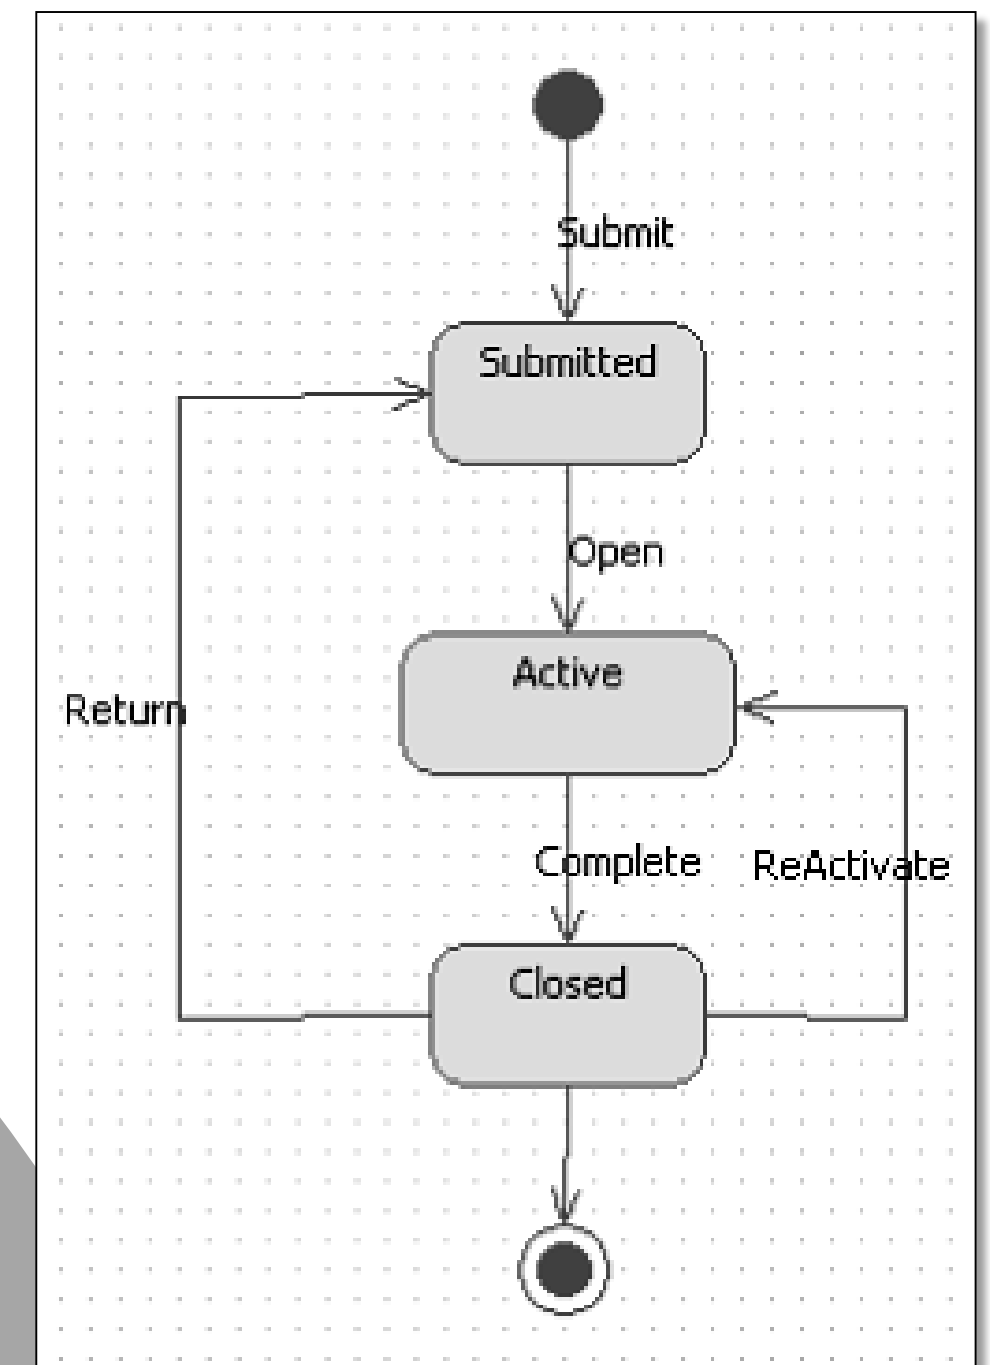 Submit
Submitted
Open
Active
Return
Complete
ReActivate
Closed